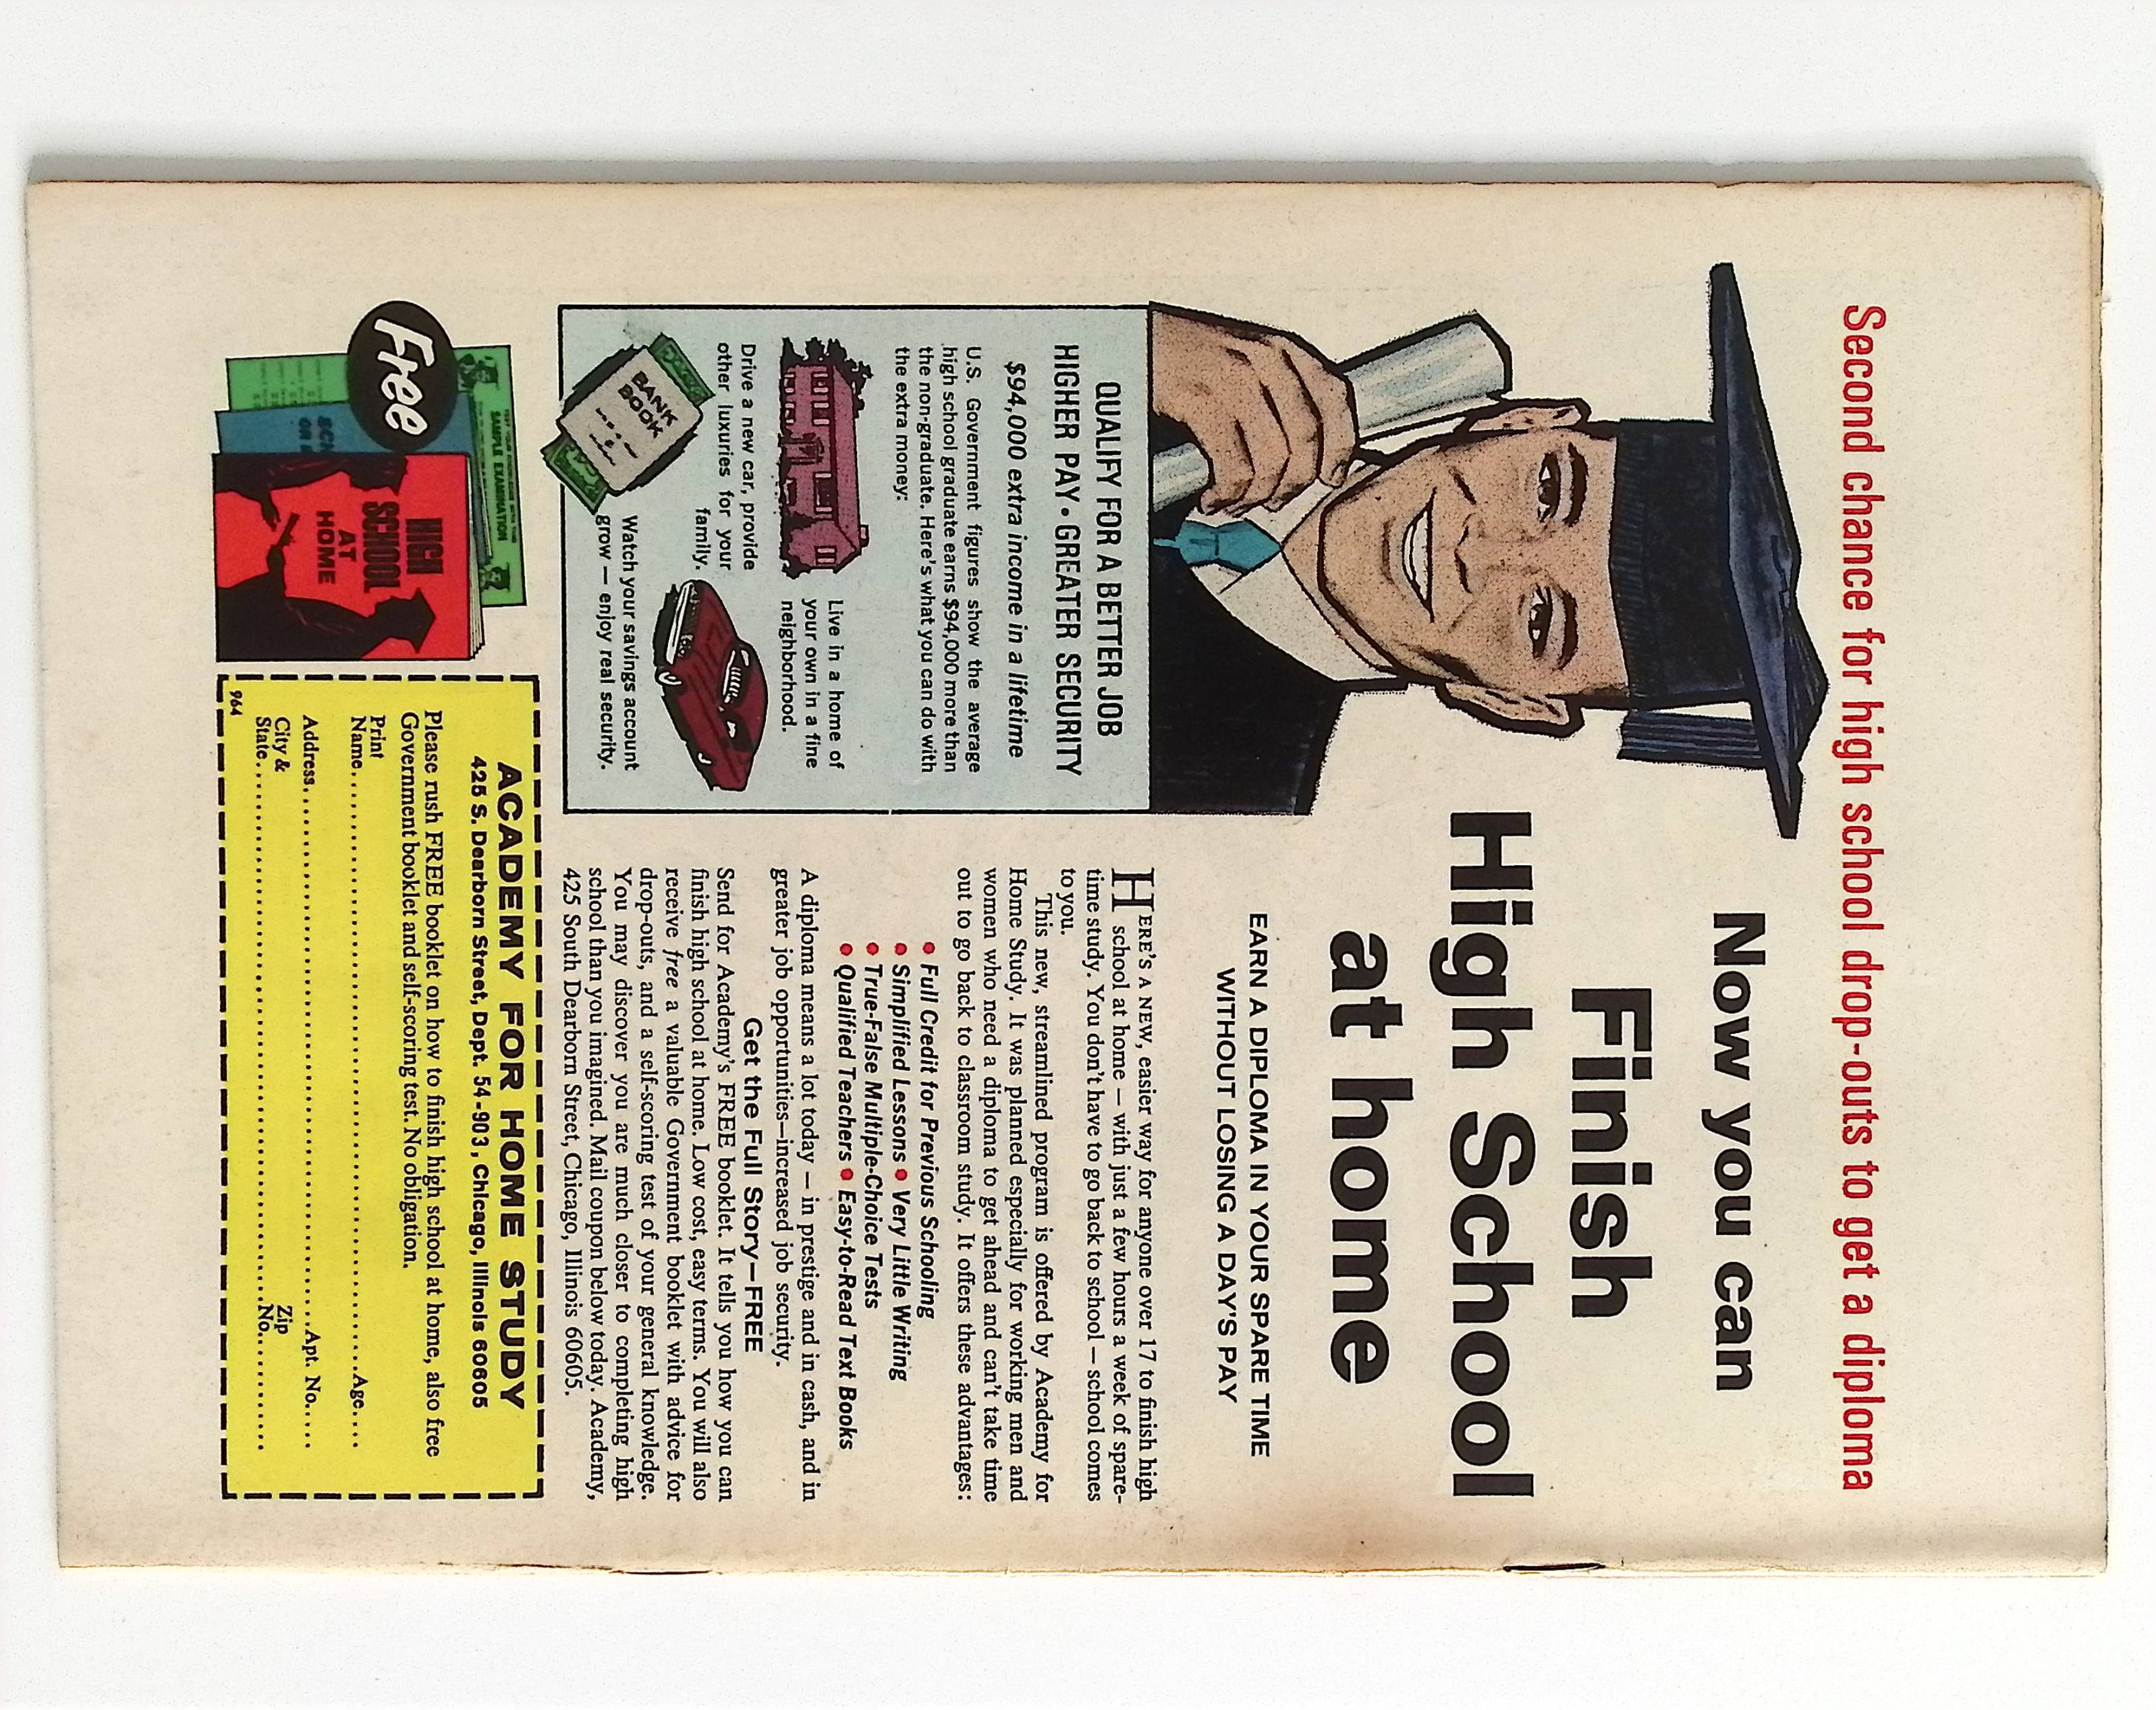 Second chance for high school drop-outs to get a diploma
Now you can
Finish
High School
at home
EARN A DIPLOMA IN YOUR SPARE TIME
WITHOUT LOSING A DAY'S PAY
QUALIFY FOR A BETTER JOB
HIGHER PAY • GREATER SECURITY
$94,000 extra income in a lifetime
U.S. Government figures show the average
high school graduate earns $94,000 more than
the non-graduate. Here's what you can do with
the extra money:
Live in a home of
your own in a fine
neighborhood.
Drive a new car, provide
other luxuries for your
family.
BANK
BOOK
Watch your savings account
grow — enjoy real security.
HERE'S A NEW, easier way for anyone over 17 to finish high
school at home — with just a few hours a week of spare-
time study. You don't have to go back to school — school comes
to you.
This new, streamlined program is offered by Academy for
Home Study. It was planned especially for working men and
women who need a diploma to get ahead and can't take time
out to go back to classroom study. It offers these advantages:
• Full Credit for Previous Schooling
• Simplified Lessons • Very Little Writing
• True-False Multiple-Choice Tests
• Qualified Teachers • Easy-to-Read Text Books
A diploma means a lot today — in prestige and in cash, and in
greater job opportunities—increased job security.
Get the Full Story—FREE
Send for Academy's FREE booklet. It tells you how you can
finish high school at home. Low cost, easy terms. You will also
receive free a valuable Government booklet with advice for
drop-outs, and a self-scoring test of your general knowledge.
You may discover you are much closer to completing high
school than you imagined. Mail coupon below today. Academy,
425 South Dearborn Street, Chicago, Illinois 60605.
Free
SAMPLE EXAMINATION
HIGH
SCHOOL
AT
HOME
ACADEMY FOR HOME STUDY
425 S. Dearborn Street, Dept. 54-903, Chicago, Illinois 60605
Please rush FREE booklet on how to finish high school at home, also free
Government booklet and self-scoring test. No obligation.
Print
Name..........Age....
Address..........Apt. No.....
City & Zip
State..........No..........
964